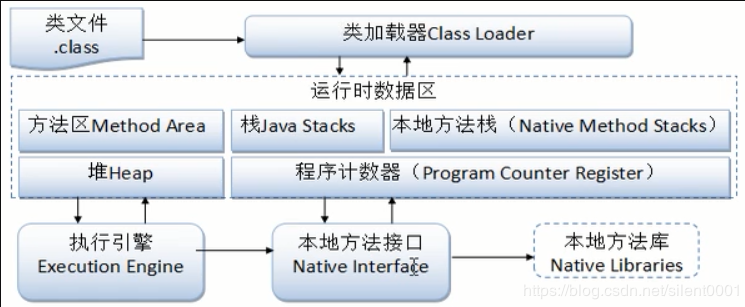 类文件
.class
类加载器Class Loader
运行时数据区
方法区Method Area
栈Java Stacks
本地方法栈（Native Method Stacks）
堆Heap
程序计数器（Program Counter Register）
执行引擎
Execution Engine
本地方法接口
Native Interface
本地方法库
Native Libraries
https://blog.csdn.net/silent0001